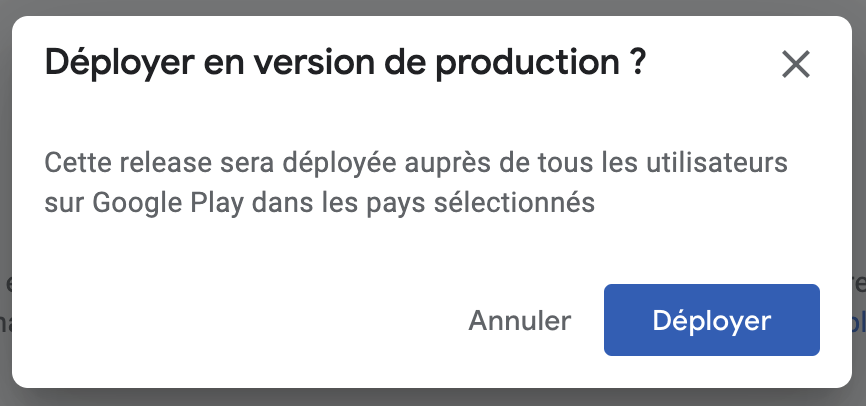 Déployer en version de production ?
Cette release sera déployée auprès de tous les utilisateurs
sur Google Play dans les pays sélectionnés
Annuler
Déployer